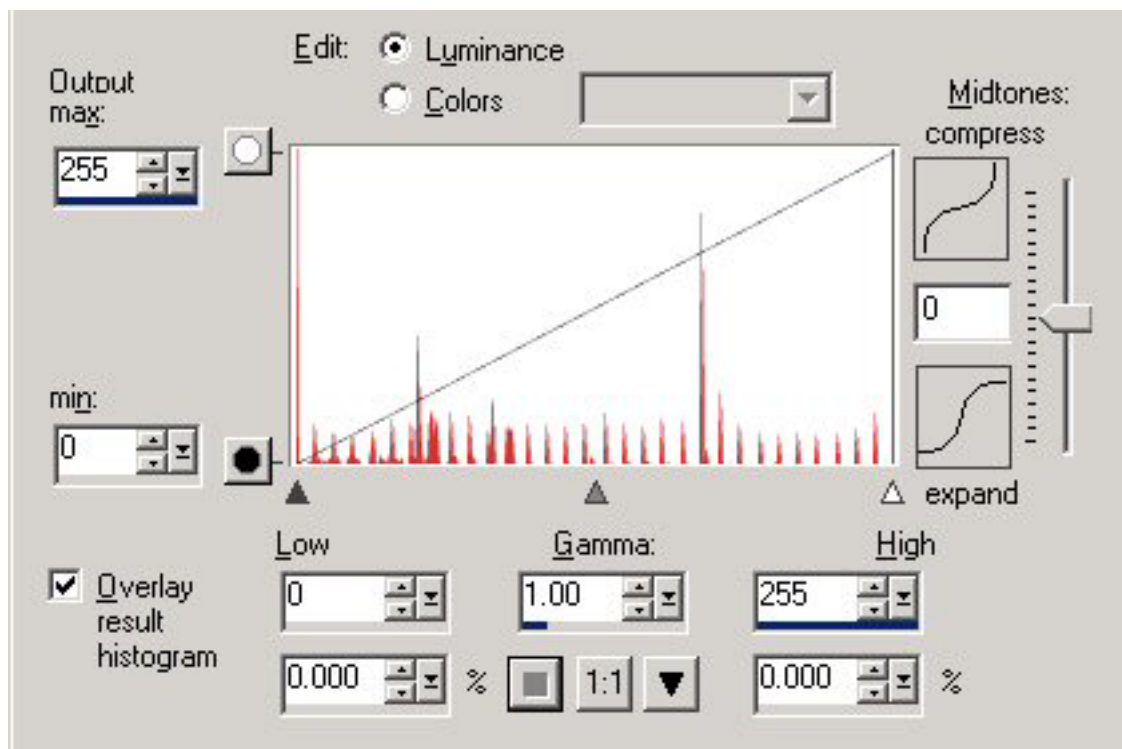 Edit: Luminance
Colors
Output
max:
255
Midtones:
compress
0
expand
min:
0
Low Gamma: High
0 1.00 255
Overlay
result
histogram
0.000 % 1:1 0.000 %